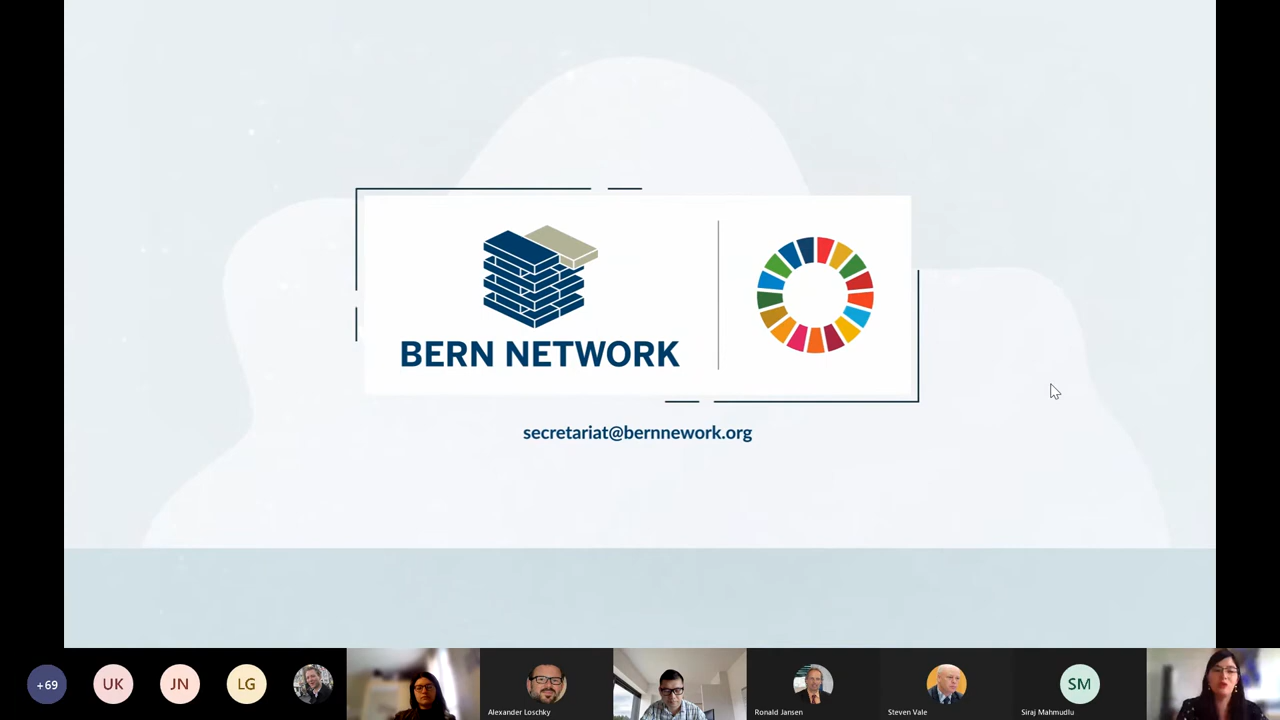 BERN NETWORK
secretariat@bernnework.org
+69
UK
JN
LG
Alexander Loschky
Ronald Jansen
Steven Vale
SM
Siraj Mahmudlu